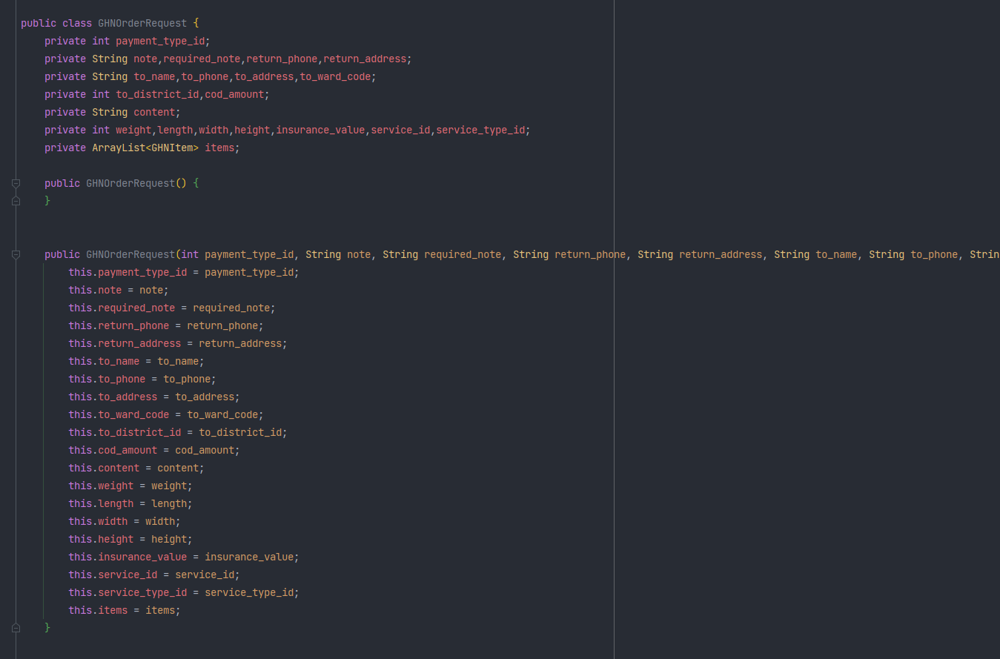 public class GHNOrderRequest {
    private int payment_type_id;
    private String note,required_note,return_phone,return_address;
    private String to_name,to_phone,to_address,to_ward_code;
    private int to_district_id,cod_amount;
    private String content;
    private int weight,length,width,height,insurance_value,service_id,service_type_id;
    private ArrayList<GHNItem> items;
    public GHNOrderRequest() {
    }
    public GHNOrderRequest(int payment_type_id, String note, String required_note, String return_phone, String return_address, String to_name, String to_phone, Strin
        this.payment_type_id = payment_type_id;
        this.note = note;
        this.required_note = required_note;
        this.return_phone = return_phone;
        this.return_address = return_address;
        this.to_name = to_name;
        this.to_phone = to_phone;
        this.to_address = to_address;
        this.to_ward_code = to_ward_code;
        this.to_district_id = to_district_id;
        this.cod_amount = cod_amount;
        this.content = content;
        this.weight = weight;
        this.length = length;
        this.width = width;
        this.height = height;
        this.insurance_value = insurance_value;
        this.service_id = service_id;
        this.service_type_id = service_type_id;
        this.items = items;
    }